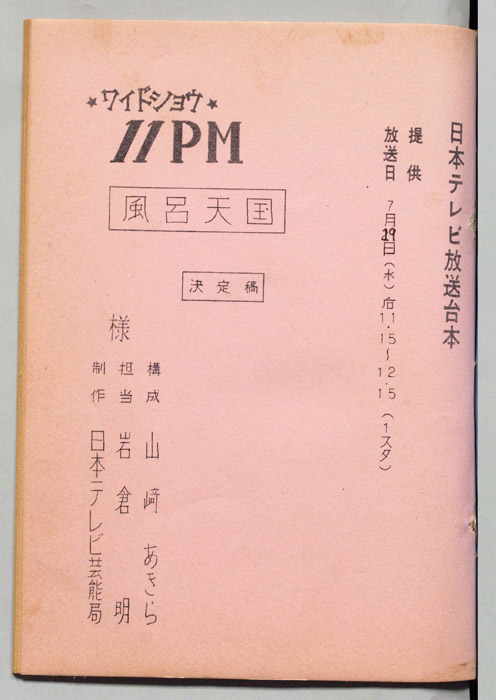 日本テレビ放送台本
提供
放送日 7月29日(水)后11.15〜12.15(1スタ)
★ワイドショウ★
11PM
風呂天国
決定稿
構成 山﨑あきら
担当 岩倉明
制作 日本テレビ芸能局
様